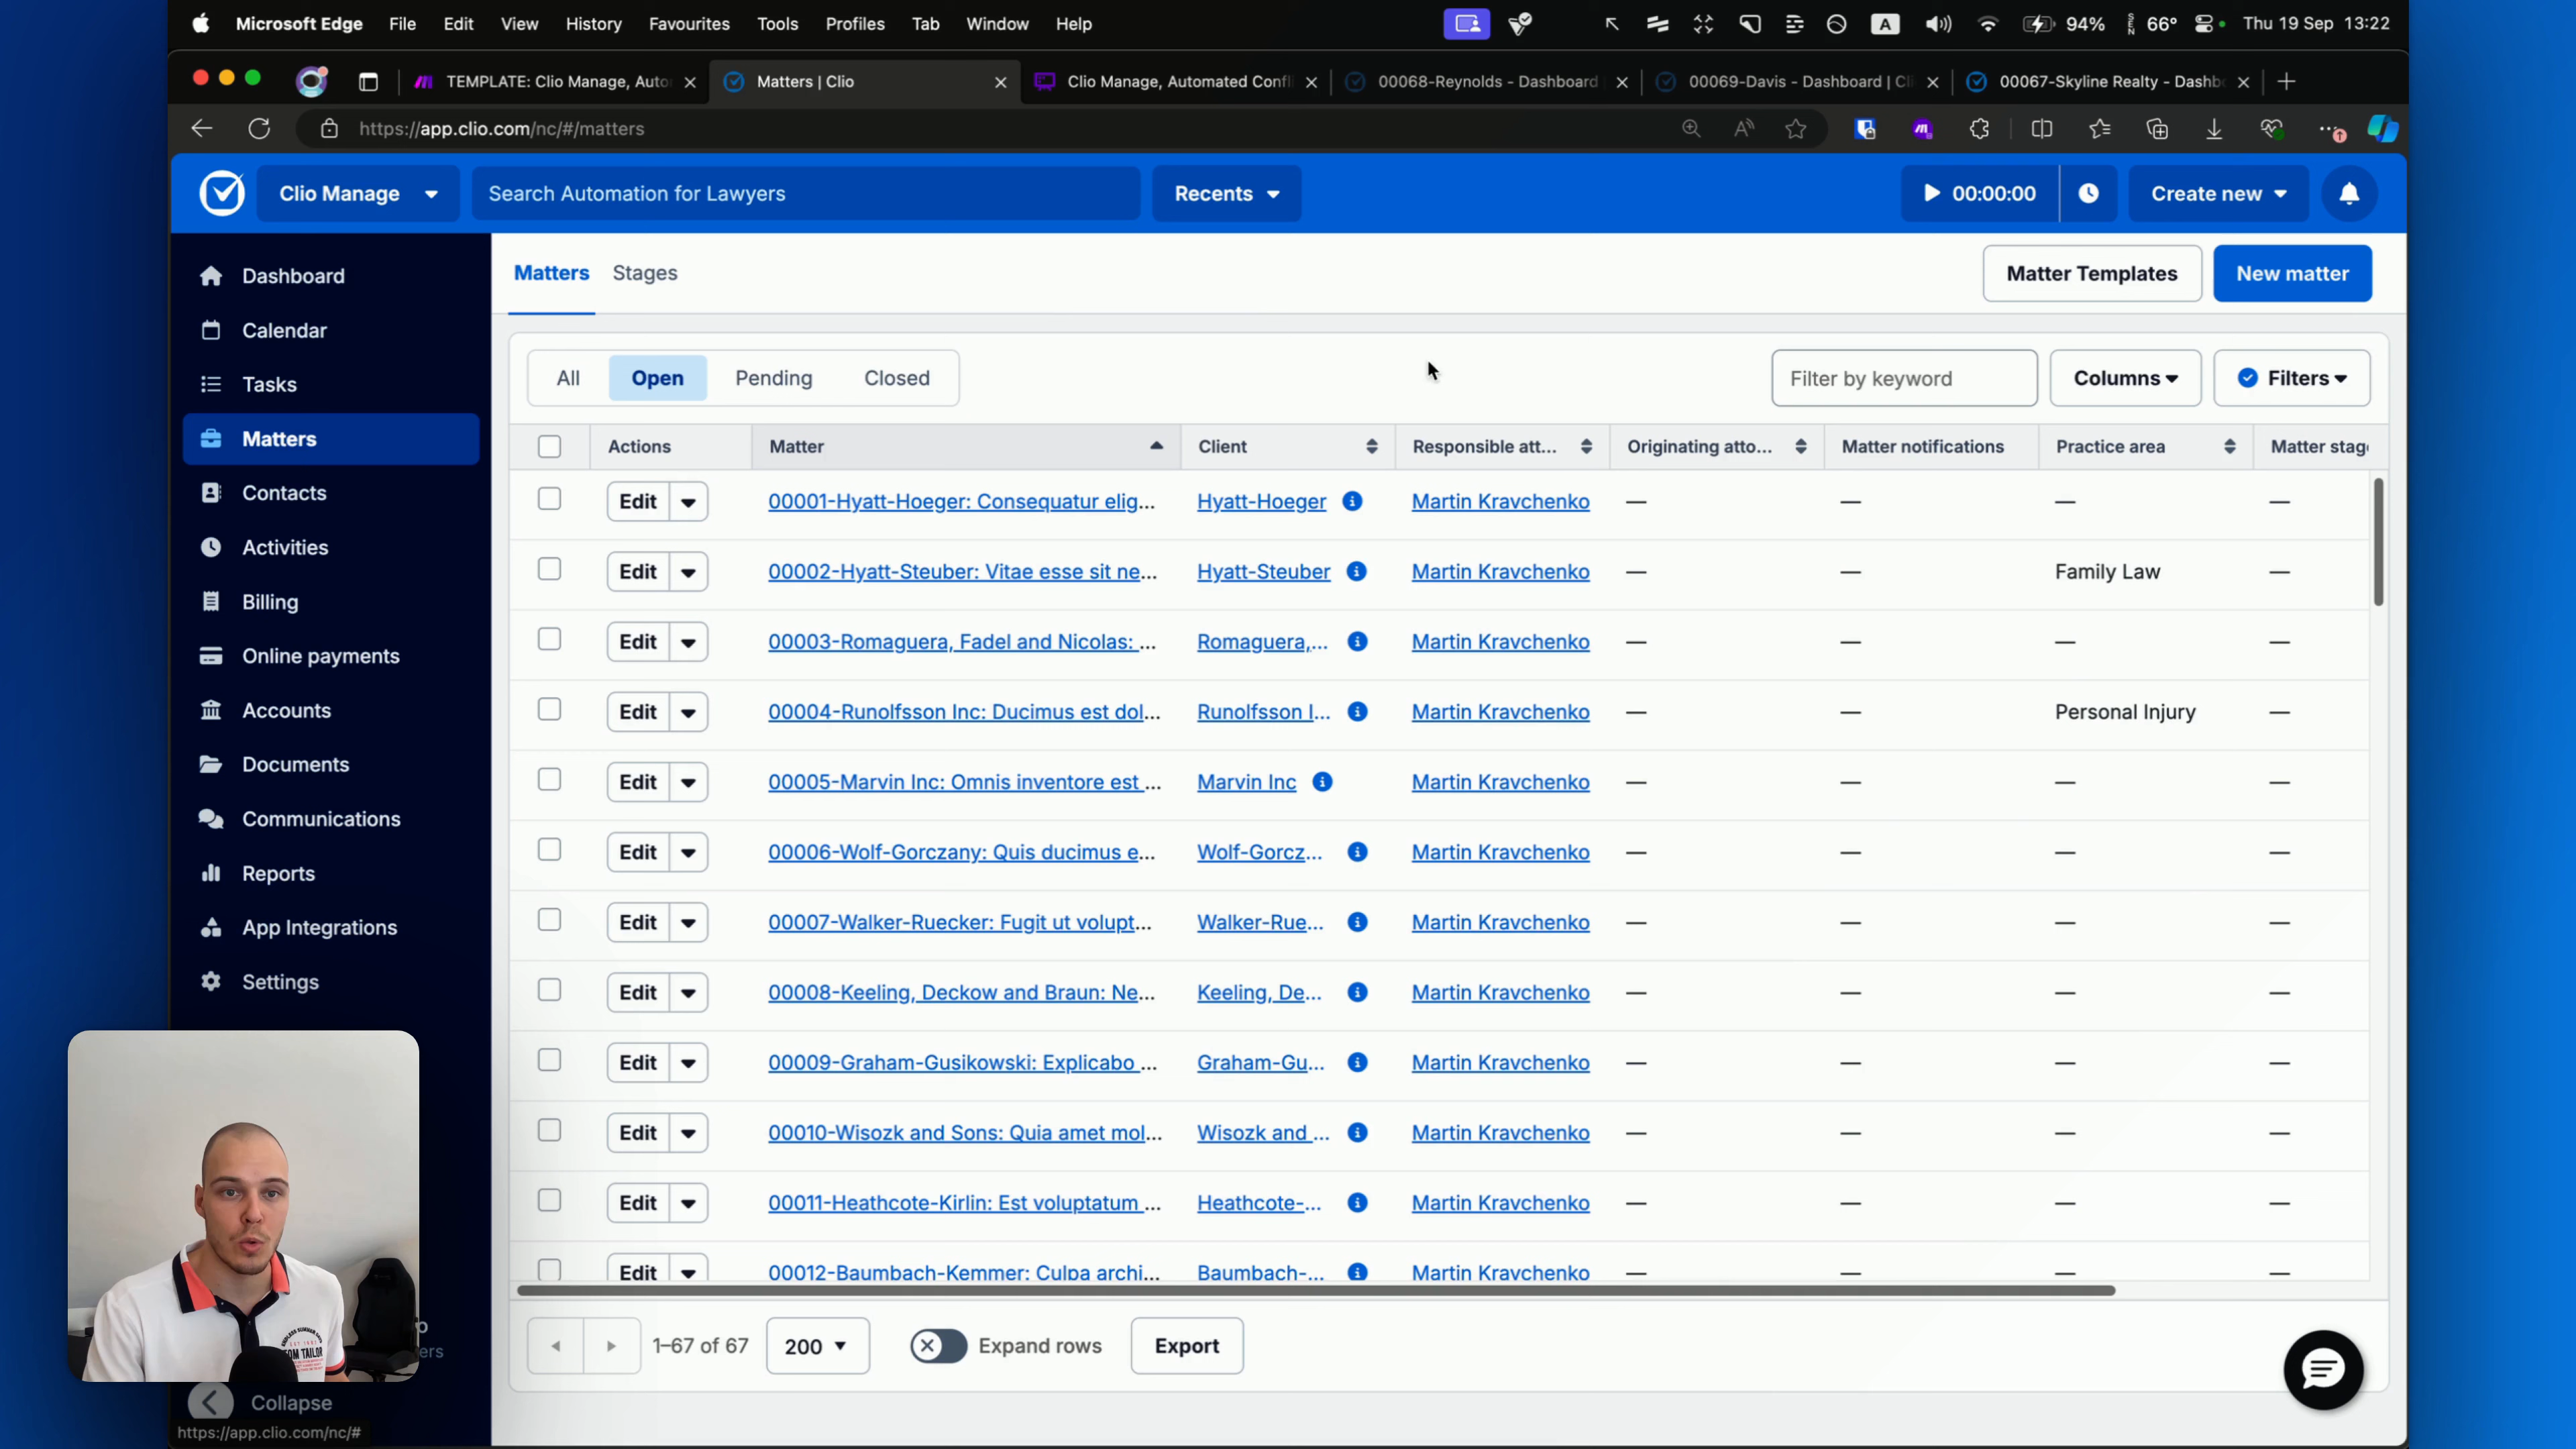 Microsoft Edge File Edit View History Favourites Tools Profiles Tab Window Help A 94% SEN 66° Thu 19 Sep 13:22
TEMPLATE: Clio Manage, Auto Matters | Clio Clio Manage, Automated Confl 00068-Reynolds - Dashboard 00069-Davis - Dashboard | Cli 00067-Skyline Realty - Dashb
https://app.clio.com/nc/#/matters
Clio Manage Search Automation for Lawyers Recents 00:00:00 Create new
Matters Stages Matter Templates New matter
Dashboard
Calendar
Tasks
Matters
Contacts
Activities
Billing
Online payments
Accounts
Documents
Communications
Reports
App Integrations
Settings
All Open Pending Closed Filter by keyword Columns Filters
Actions Matter Client Responsible att... Originating atto... Matter notifications Practice area Matter stag
Edit 00001-Hyatt-Hoeger: Consequatur elig... Hyatt-Hoeger Martin Kravchenko — — — —
Edit 00002-Hyatt-Steuber: Vitae esse sit ne... Hyatt-Steuber Martin Kravchenko — — Family Law —
Edit 00003-Romaguera, Fadel and Nicolas: ... Romaguera,... Martin Kravchenko — — — —
Edit 00004-Runolfsson Inc: Ducimus est dol... Runolfsson I... Martin Kravchenko — — Personal Injury —
Edit 00005-Marvin Inc: Omnis inventore est ... Marvin Inc Martin Kravchenko — — — —
Edit 00006-Wolf-Gorczany: Quis ducimus e... Wolf-Gorcz... Martin Kravchenko — — — —
Edit 00007-Walker-Ruecker: Fugit ut volupt... Walker-Rue... Martin Kravchenko — — — —
Edit 00008-Keeling, Deckow and Braun: Ne... Keeling, De... Martin Kravchenko — — — —
Edit 00009-Graham-Gusikowski: Explicabo ... Graham-Gu... Martin Kravchenko — — — —
Edit 00010-Wisozk and Sons: Quia amet mol... Wisozk and ... Martin Kravchenko — — — —
Edit 00011-Heathcote-Kirlin: Est voluptatum ... Heathcote-... Martin Kravchenko — — — —
Edit 00012-Baumbach-Kemmer: Culpa archi... Baumbach-... Martin Kravchenko — — — —
1–67 of 67 200 Expand rows Export
o
ers
TOM TAILOR
Collapse
https://app.clio.com/nc/#